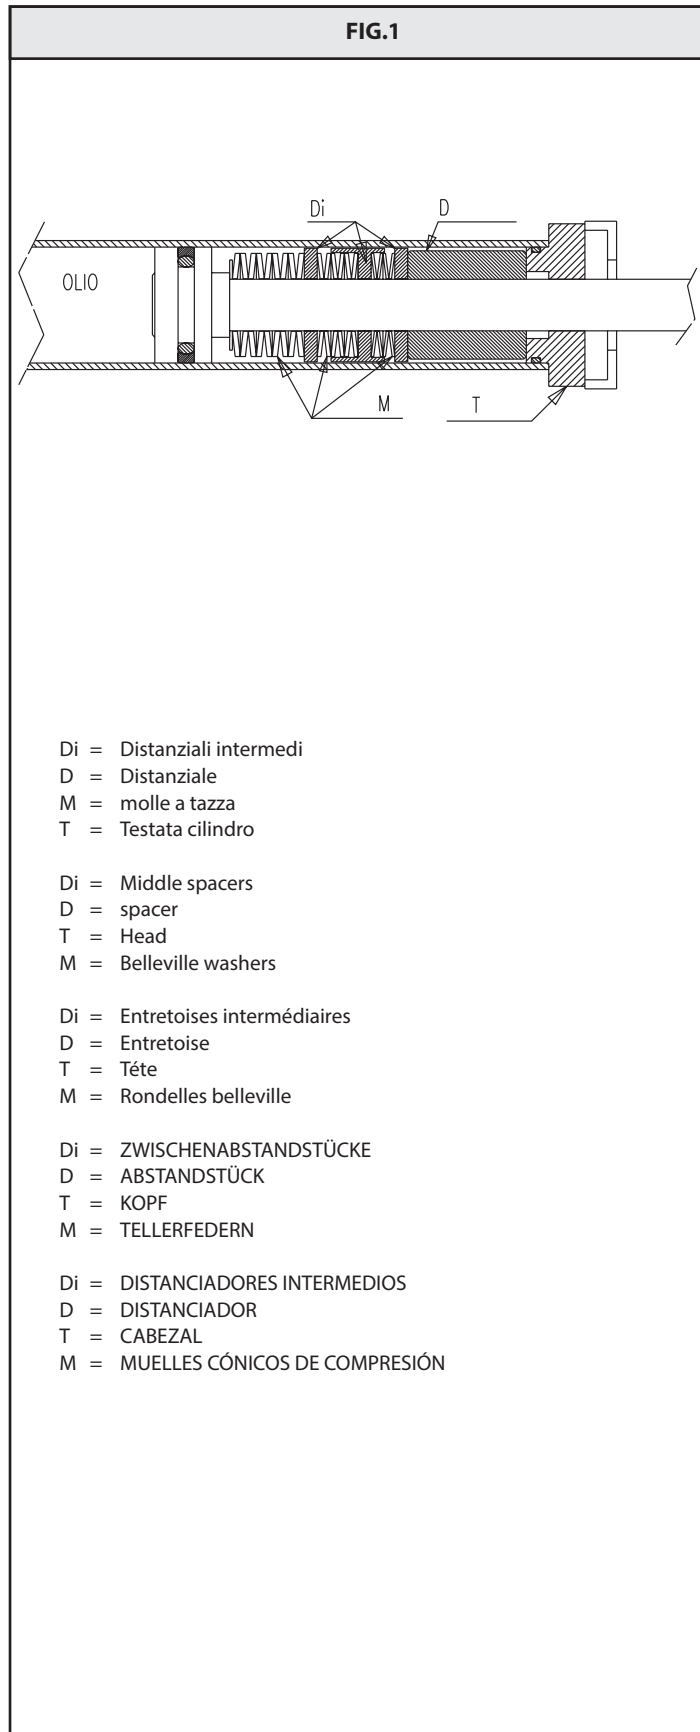 FIG.1
Di D
OLIO
M T
Di = Distanziali intermedi
D = Distanziale
M = molle a tazza
T = Testata cilindro
Di = Middle spacers
D = spacer
T = Head
M = Belleville washers
Di = Entretoises intermédiaires
D = Entretoise
T = Téte
M = Rondelles belleville
Di = ZWISCHENABSTANDSTÜCKE
D = ABSTANDSTÜCK
T = KOPF
M = TELLERFEDERN
Di = DISTANCIADORES INTERMEDIOS
D = DISTANCIADOR
T = CABEZAL
M = MUELLES CÓNICOS DE COMPRESIÓN